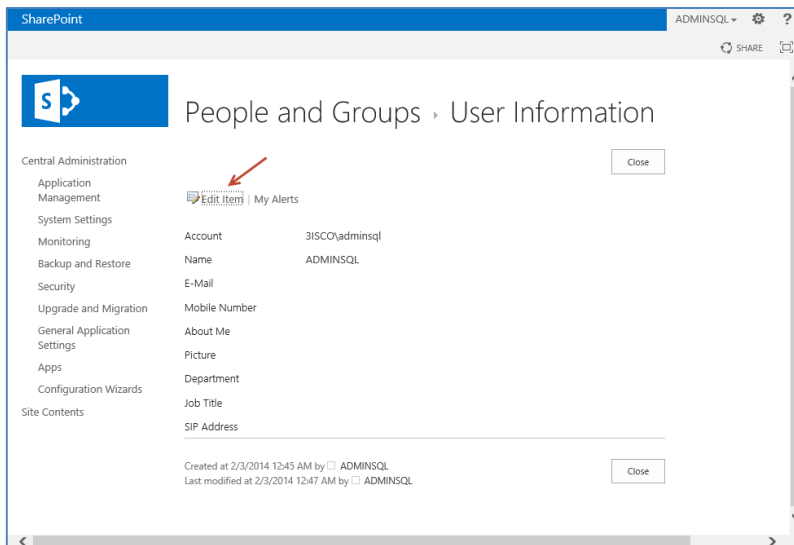 SharePoint
ADMINSQL
?
SHARE
S
People and Groups › User Information
Central Administration
Close
Application
Management
Edit Item | My Alerts
System Settings
Account 3ISCO\adminsql
Monitoring
Name ADMINSQL
Backup and Restore
E-Mail
Security
Mobile Number
Upgrade and Migration
About Me
General Application
Settings
Picture
Apps
Department
Configuration Wizards
Job Title
Site Contents
SIP Address
Created at 2/3/2014 12:45 AM by ADMINSQL
Last modified at 2/3/2014 12:47 AM by ADMINSQL
Close